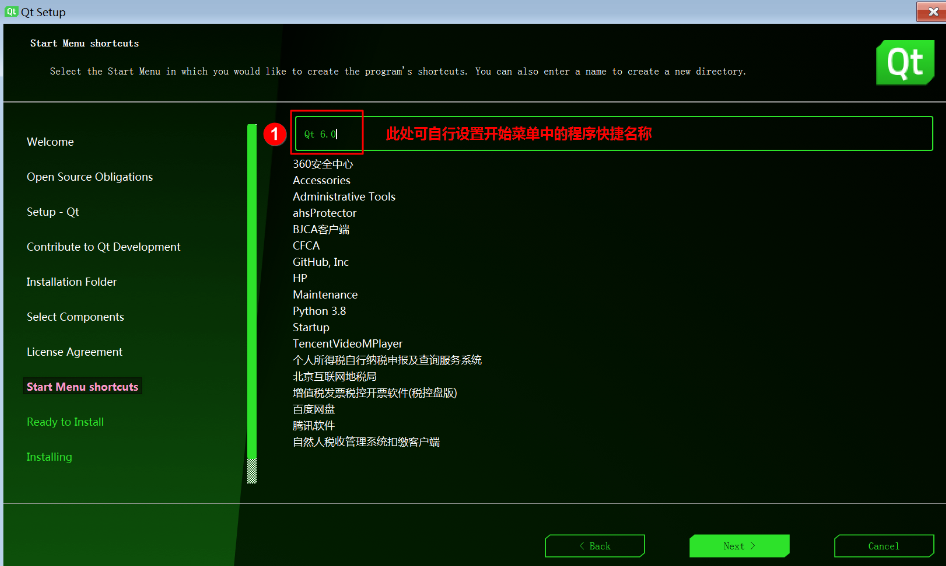 Qt Setup
Start Menu shortcuts
Select the Start Menu in which you would like to create the program's shortcuts. You can also enter a name to create a new directory.
Qt
Welcome
Open Source Obligations
Setup - Qt
Contribute to Qt Development
Installation Folder
Select Components
License Agreement
Start Menu shortcuts
Ready to Install
Installing
1
Qt 6.0
此处可自行设置开始菜单中的程序快捷名称
360安全中心
Accessories
Administrative Tools
ahsProtector
BJCA客户端
CFCA
GitHub, Inc
HP
Maintenance
Python 3.8
Startup
TencentVideoMPlayer
个人所得税自行纳税申报及查询服务系统
北京互联网地税局
增值税发票税控开票软件(税控盘版)
百度网盘
腾讯软件
自然人税收管理系统扣缴客户端
< Back
Next >
Cancel